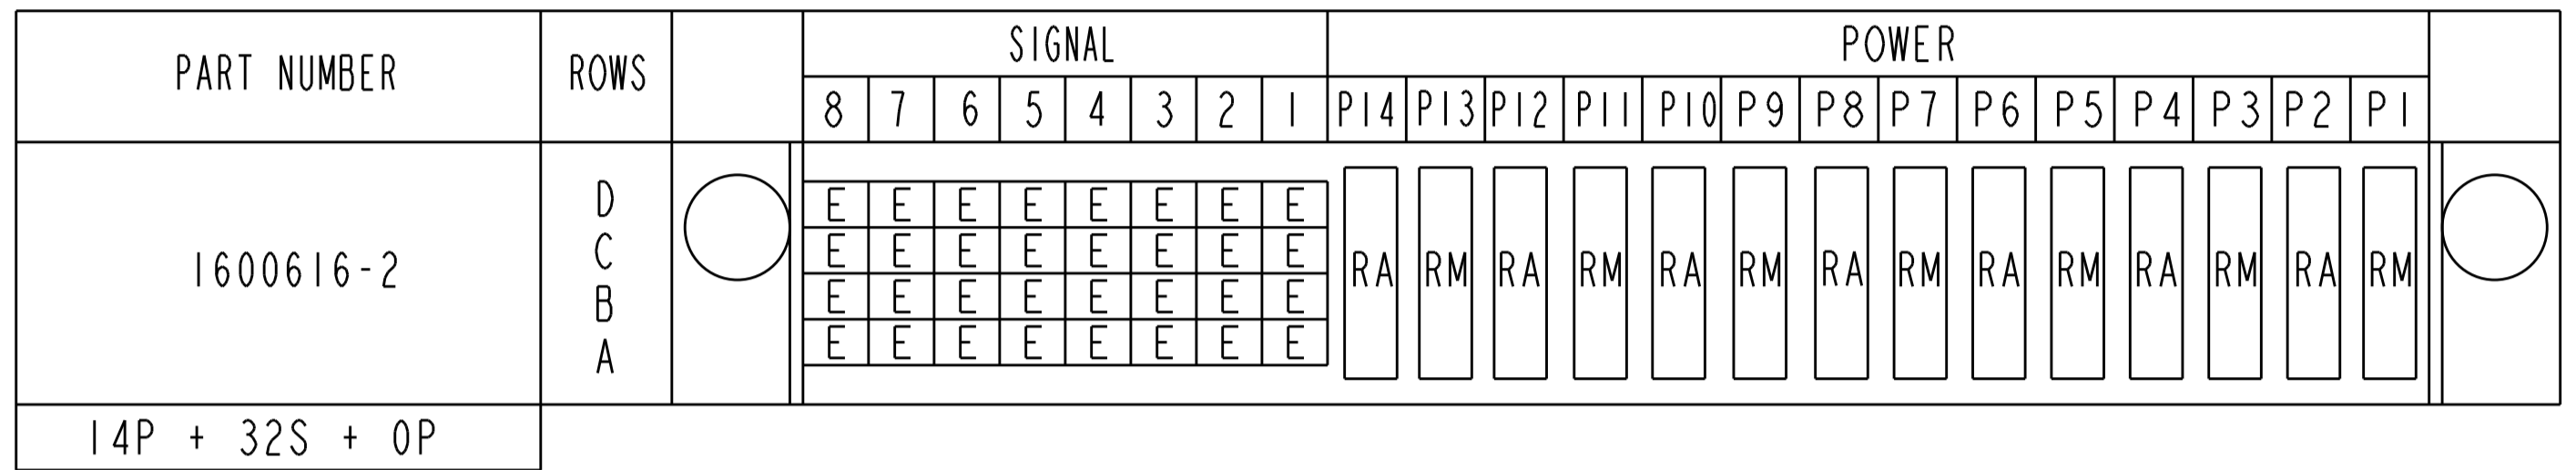 PART NUMBER ROWS SIGNAL POWER
8 7 6 5 4 3 2 1 P14 P13 P12 P11 P10 P9 P8 P7 P6 P5 P4 P3 P2 P1
D E E E E E E E E
C E E E E E E E E
1600616-2 RA RM RA RM RA RM RA RM RA RM RA RM RA RM
B E E E E E E E E
A E E E E E E E E
14P + 32S + 0P